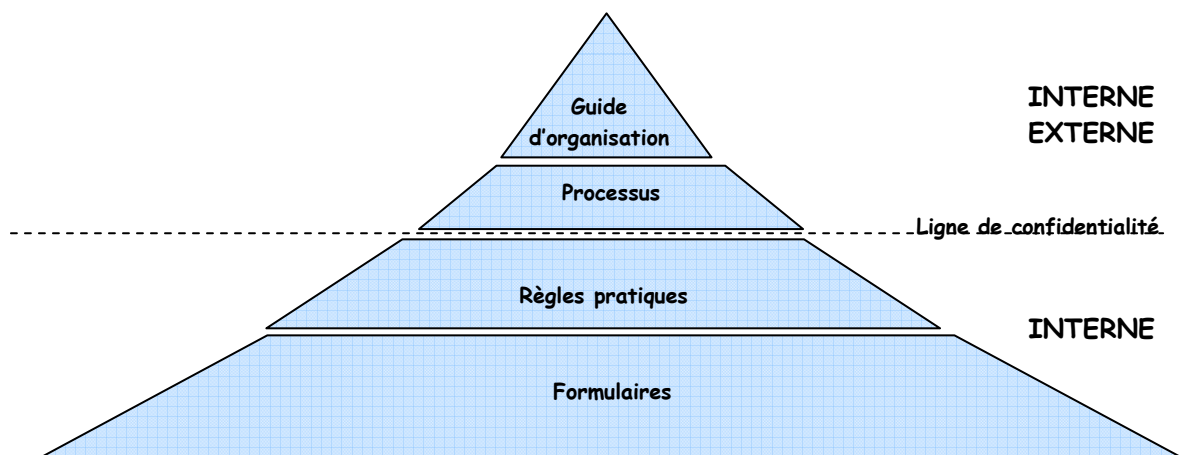 Guide
d'organisation
INTERNE
EXTERNE
Processus
Ligne de confidentialité
Règles pratiques
INTERNE
Formulaires